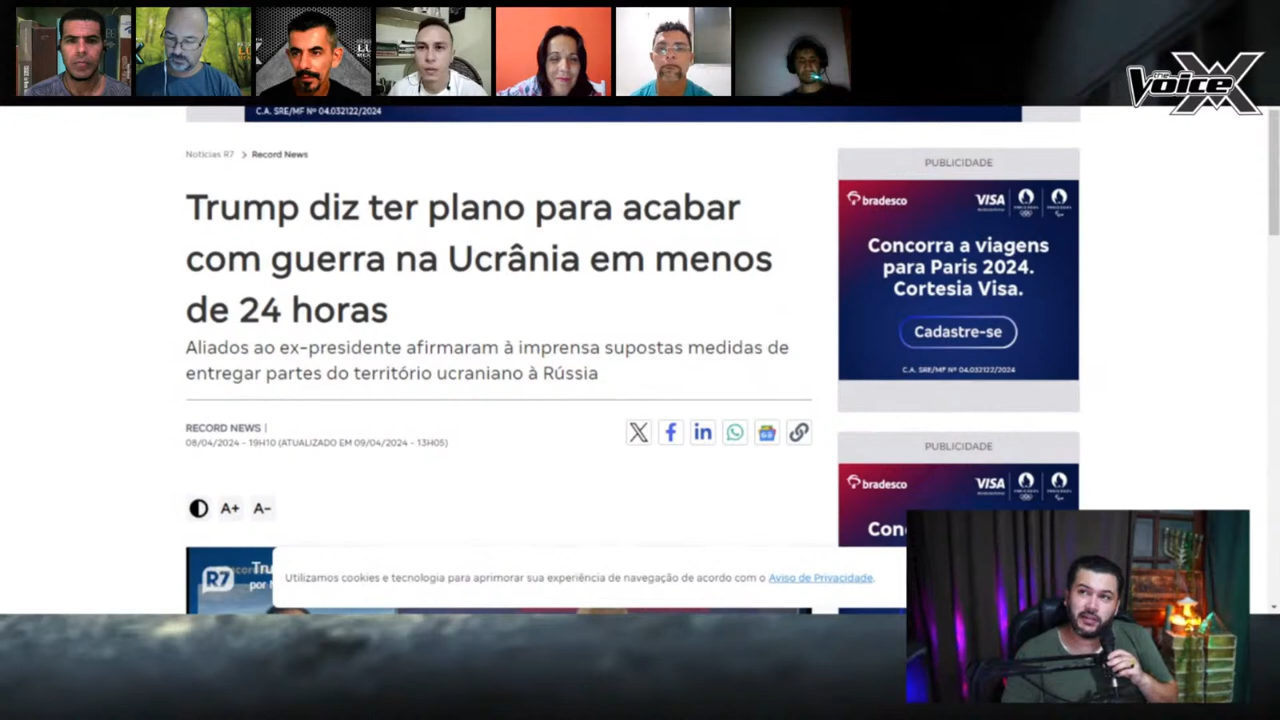 the Voice X
C.A. SRE/MF Nº 04.032122/2024
Notícias R7 > Record News
Trump diz ter plano para acabar
com guerra na Ucrânia em menos
de 24 horas
Aliados ao ex-presidente afirmaram à imprensa supostas medidas de
entregar partes do território ucraniano à Rússia
RECORD NEWS |
08/04/2024 - 19H10 (ATUALIZADO EM 09/04/2024 - 13H05)
A+ A-
PUBLICIDADE
bradesco VISA
Concorra a viagens
para Paris 2024.
Cortesia Visa.
Cadastre-se
C.A. SRE/MF Nº 04.032122/2024
PUBLICIDADE
bradesco VISA
Con
R7
Tru
por
Utilizamos cookies e tecnologia para aprimorar sua experiência de navegação de acordo com o Aviso de Privacidade.